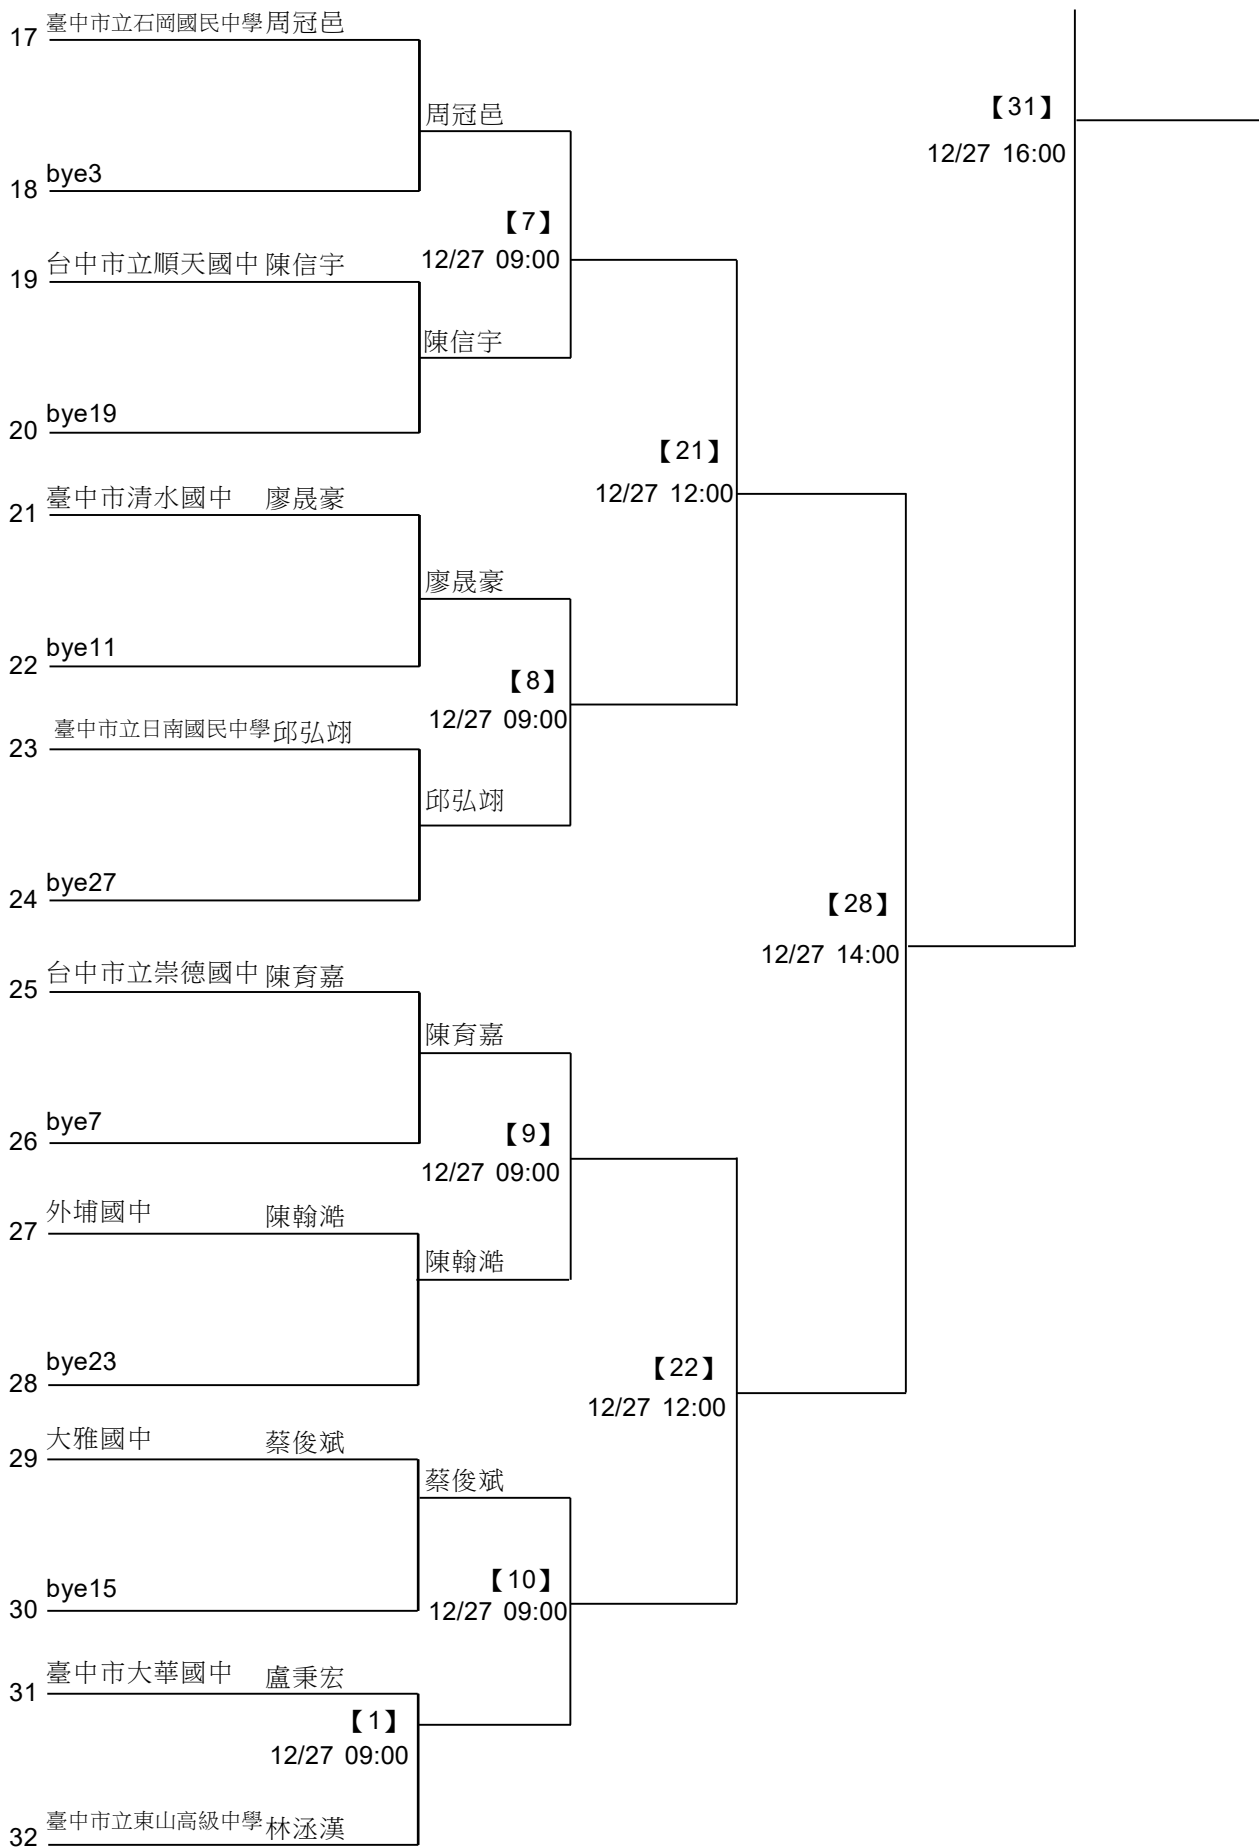 17 臺中市立石岡國民中學 周冠邑
【31】
周冠邑
12/27 16:00
18 bye3
【7】
12/27 09:00
19 台中市立順天國中 陳信宇
陳信宇
20 bye19
【21】
12/27 12:00
21 臺中市清水國中 廖晟豪
廖晟豪
22 bye11
【8】
12/27 09:00
23 臺中市立日南國民中學 邱弘翊
邱弘翊
24 bye27
【28】
12/27 14:00
25 台中市立崇德國中 陳育嘉
陳育嘉
26 bye7
【9】
12/27 09:00
27 外埔國中 陳翰澔
陳翰澔
28 bye23
【22】
12/27 12:00
29 大雅國中 蔡俊斌
蔡俊斌
30 bye15
【10】
12/27 09:00
31 臺中市大華國中 盧秉宏
【1】
12/27 09:00
32 臺中市立東山高級中學 林丞漢